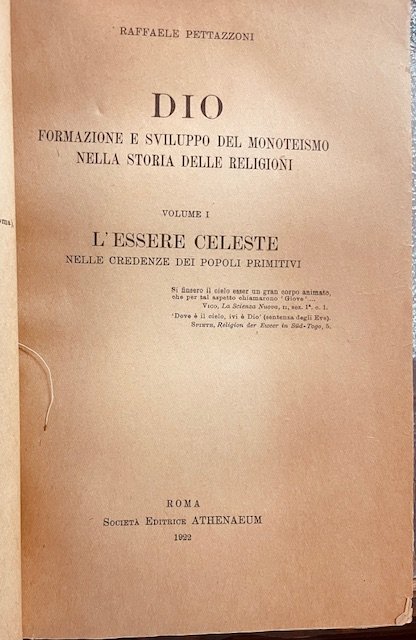 RAFFAELE PETTAZZONI
DIO
FORMAZIONE E SVILUPPO DEL MONOTEISMO
NELLA STORIA DELLE RELIGIONI
VOLUME I
L'ESSERE CELESTE
NELLE CREDENZE DEI POPOLI PRIMITIVI
Si finsero il cielo esser un gran corpo animato,
che per tal aspetto chiamarono 'Giove'....
VICO, La Scienza Nuova, II, sez. 1ª. c. 1.
'Dove è il cielo, ivi è Dio' (sentenza degli Eve).
SPIETH, Religion der Eweer in Süd-Togo, 5.
ROMA
SOCIETÀ EDITRICE ATHENAEUM
1922
oma)